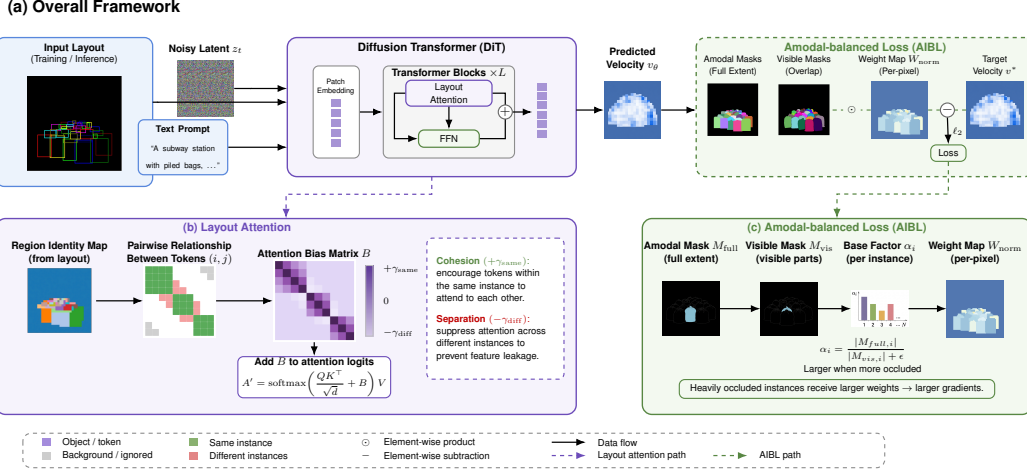 (a) Overall Framework
Input Layout
(Training / Inference)
Noisy Latent z_t
Text Prompt
"A subway station
with piled bags, ..."
Diffusion Transformer (DiT)
Patch
Embedding
Transformer Blocks ×L
Layout
Attention
FFN
Predicted
Velocity v_θ
Amodal-balanced Loss (AIBL)
Amodal Masks
(Full Extent)
Visible Masks
(Overlap)
Weight Map W_norm
(Per-pixel)
Target
Velocity v*
ℓ₂
Loss
(b) Layout Attention
Region Identity Map
(from layout)
Pairwise Relationship
Between Tokens (i, j)
Attention Bias Matrix B
+γ_same
0
−γ_diff
Add B to attention logits
A′ = softmax(QK^⊤/√d + B) V
Cohesion (+γ_same):
encourage tokens within
the same instance to
attend to each other.
Separation (−γ_diff):
suppress attention across
different instances to
prevent feature leakage.
(c) Amodal-balanced Loss (AIBL)
Amodal Mask M_full
(full extent)
Visible Mask M_vis
(visible parts)
Base Factor α_i
(per instance)
Weight Map W_norm
(per-pixel)
α_i↑
1 2 3 4 ... N
α_i = |M_full,i| / (|M_vis,i| + ϵ)
Larger when more occluded
Heavily occluded instances receive larger weights → larger gradients.
Object / token
Same instance
⊙ Element-wise product
Data flow
Background / ignored
Different instances
− Element-wise subtraction
Layout attention path
AIBL path